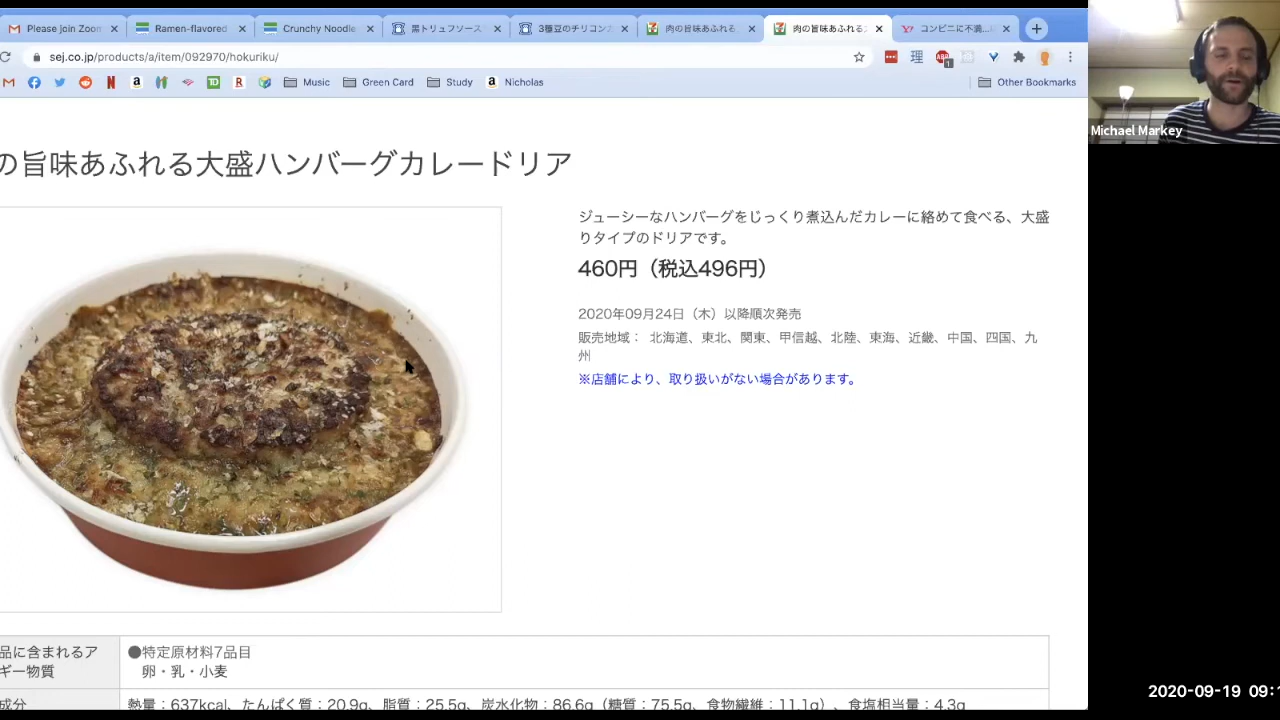 Please join Zoom
Ramen-flavored
Crunchy Noodle
黒トリュフソース
3種豆のチリコンカ
肉の旨味あふれる
肉の旨味あふれる
コンビニに不満...
sej.co.jp/products/a/item/092970/hokuriku/
Music
Green Card
Study
Nicholas
Other Bookmarks
Michael Markey
の旨味あふれる大盛ハンバーグカレードリア
ジューシーなハンバーグをじっくり煮込んだカレーに絡めて食べる、大盛
りタイプのドリアです。
460円（税込496円）
2020年09月24日（木）以降順次発売
販売地域： 北海道、東北、関東、甲信越、北陸、東海、近畿、中国、四国、九
州
※店舗により、取り扱いがない場合があります。
品に含まれるア
ギー物質
●特定原材料7品目
卵・乳・小麦
成分
熱量：637kcal、たんぱく質：20.9g、脂質：25.5g、炭水化物：86.6g（糖質：75.5g、食物繊維：11.1g）、食塩相当量：4.3g
2020-09-19 09: